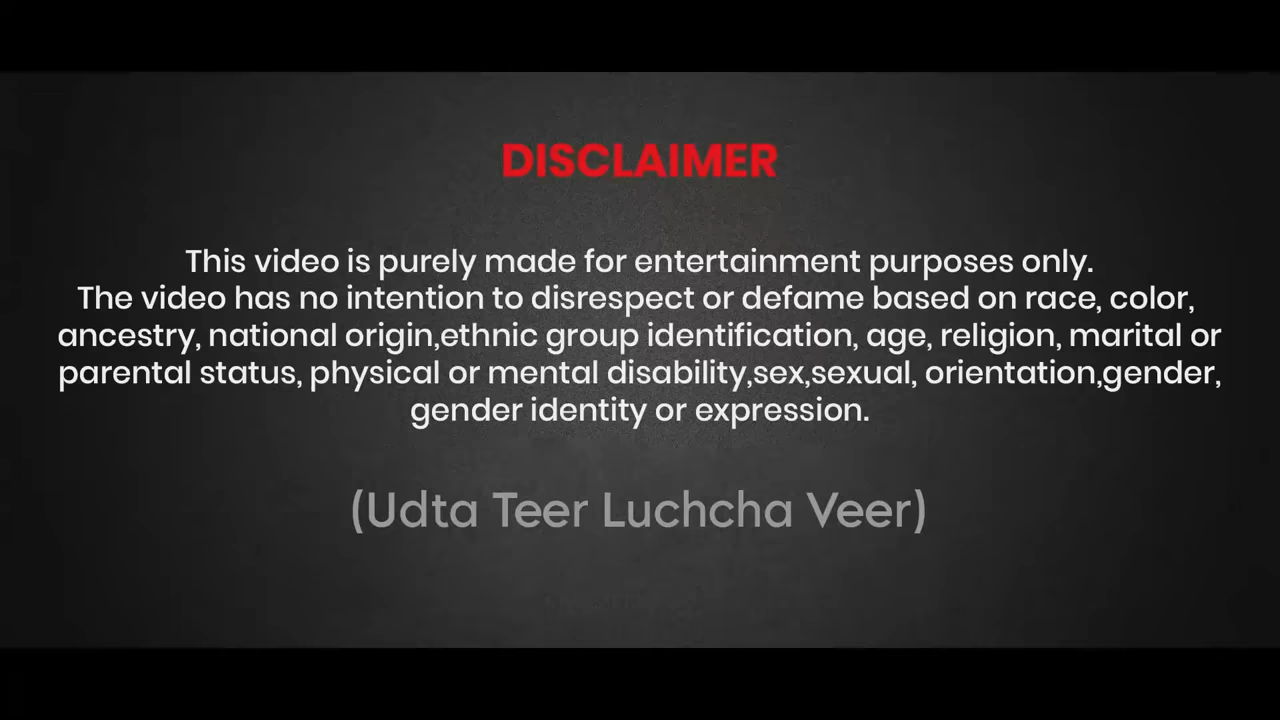 DISCLAIMER
This video is purely made for entertainment purposes only.
The video has no intention to disrespect or defame based on race, color,
ancestry, national origin,ethnic group identification, age, religion, marital or
parental status, physical or mental disability,sex,sexual, orientation,gender,
gender identity or expression.
(Udta Teer Luchcha Veer)